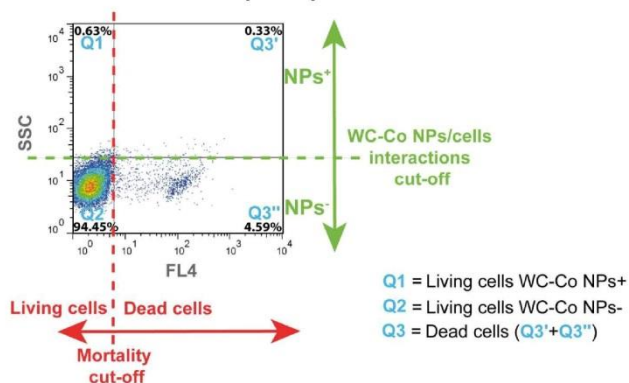 0.63%
0.33%
Q1
Q3'
10⁴
10³
10²
10¹
10⁰
SSC
NPs⁺
WC-Co NPs/cells
interactions
cut-off
NPs⁻
Q2
Q3''
94.45%
4.59%
10⁰ 10¹ 10² 10³ 10⁴
FL4
Living cells
Dead cells
Mortality
cut-off
Q1 = Living cells WC-Co NPs+
Q2 = Living cells WC-Co NPs-
Q3 = Dead cells (Q3'+Q3'')